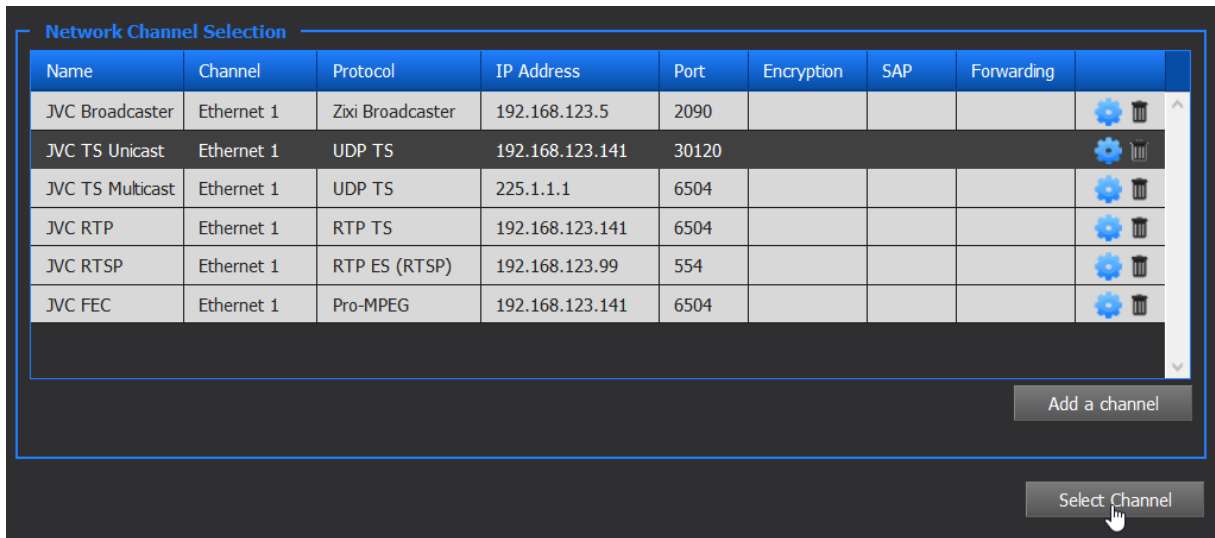 Network Channel Selection
Name Channel Protocol IP Address Port Encryption SAP Forwarding
JVC Broadcaster Ethernet 1 Zixi Broadcaster 192.168.123.5 2090
JVC TS Unicast Ethernet 1 UDP TS 192.168.123.141 30120
JVC TS Multicast Ethernet 1 UDP TS 225.1.1.1 6504
JVC RTP Ethernet 1 RTP TS 192.168.123.141 6504
JVC RTSP Ethernet 1 RTP ES (RTSP) 192.168.123.99 554
JVC FEC Ethernet 1 Pro-MPEG 192.168.123.141 6504
Add a channel
Select Channel